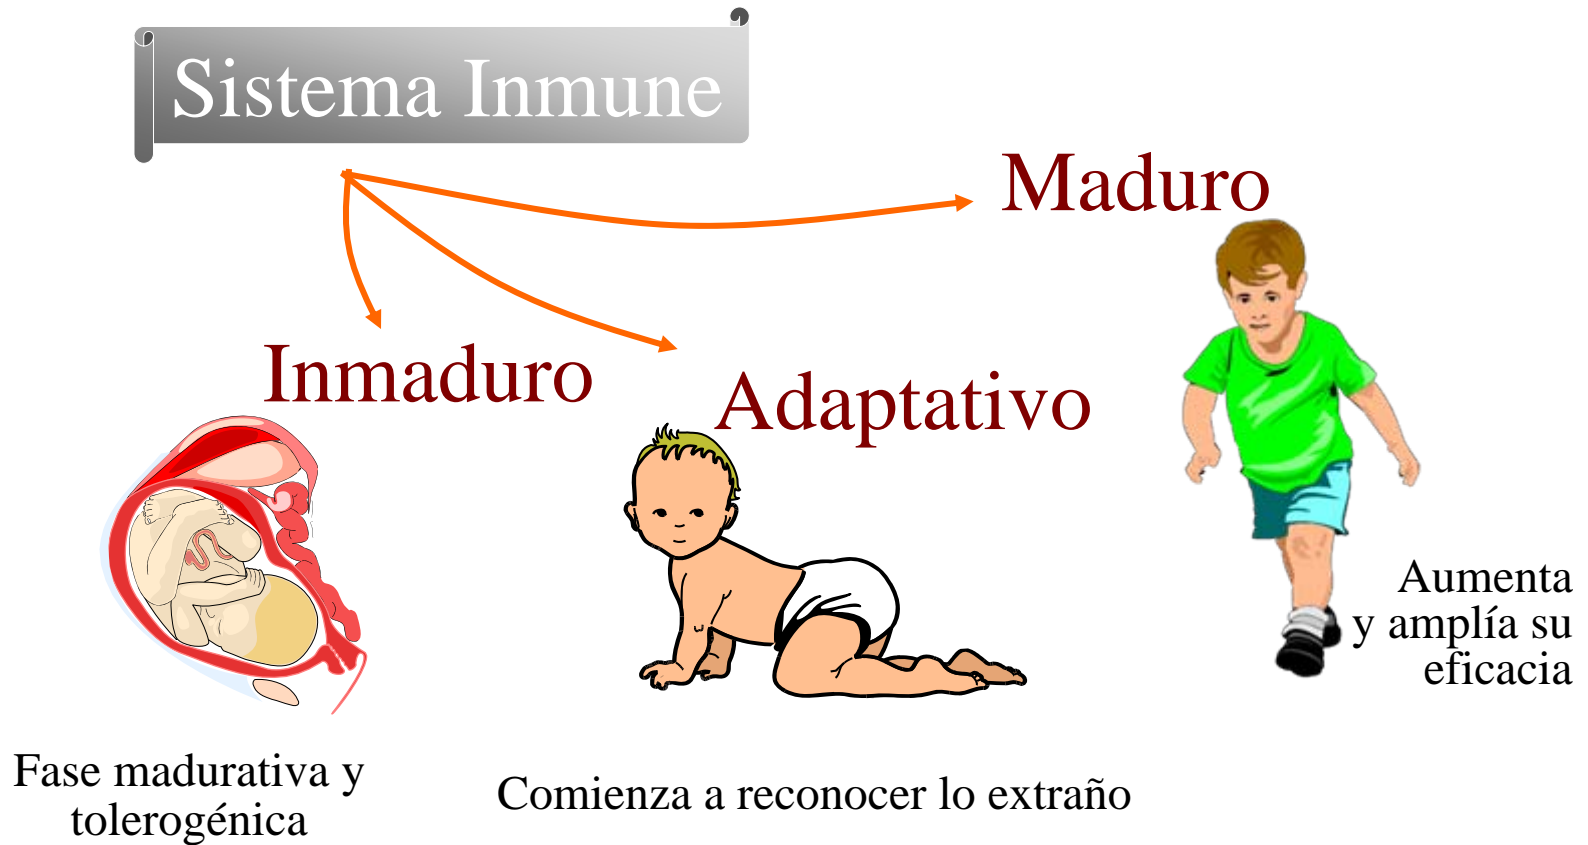 Sistema Inmune
Maduro
Inmaduro
Adaptativo
Aumenta
y amplía su
eficacia
Fase madurativa y
tolerogénica
Comienza a reconocer lo extraño